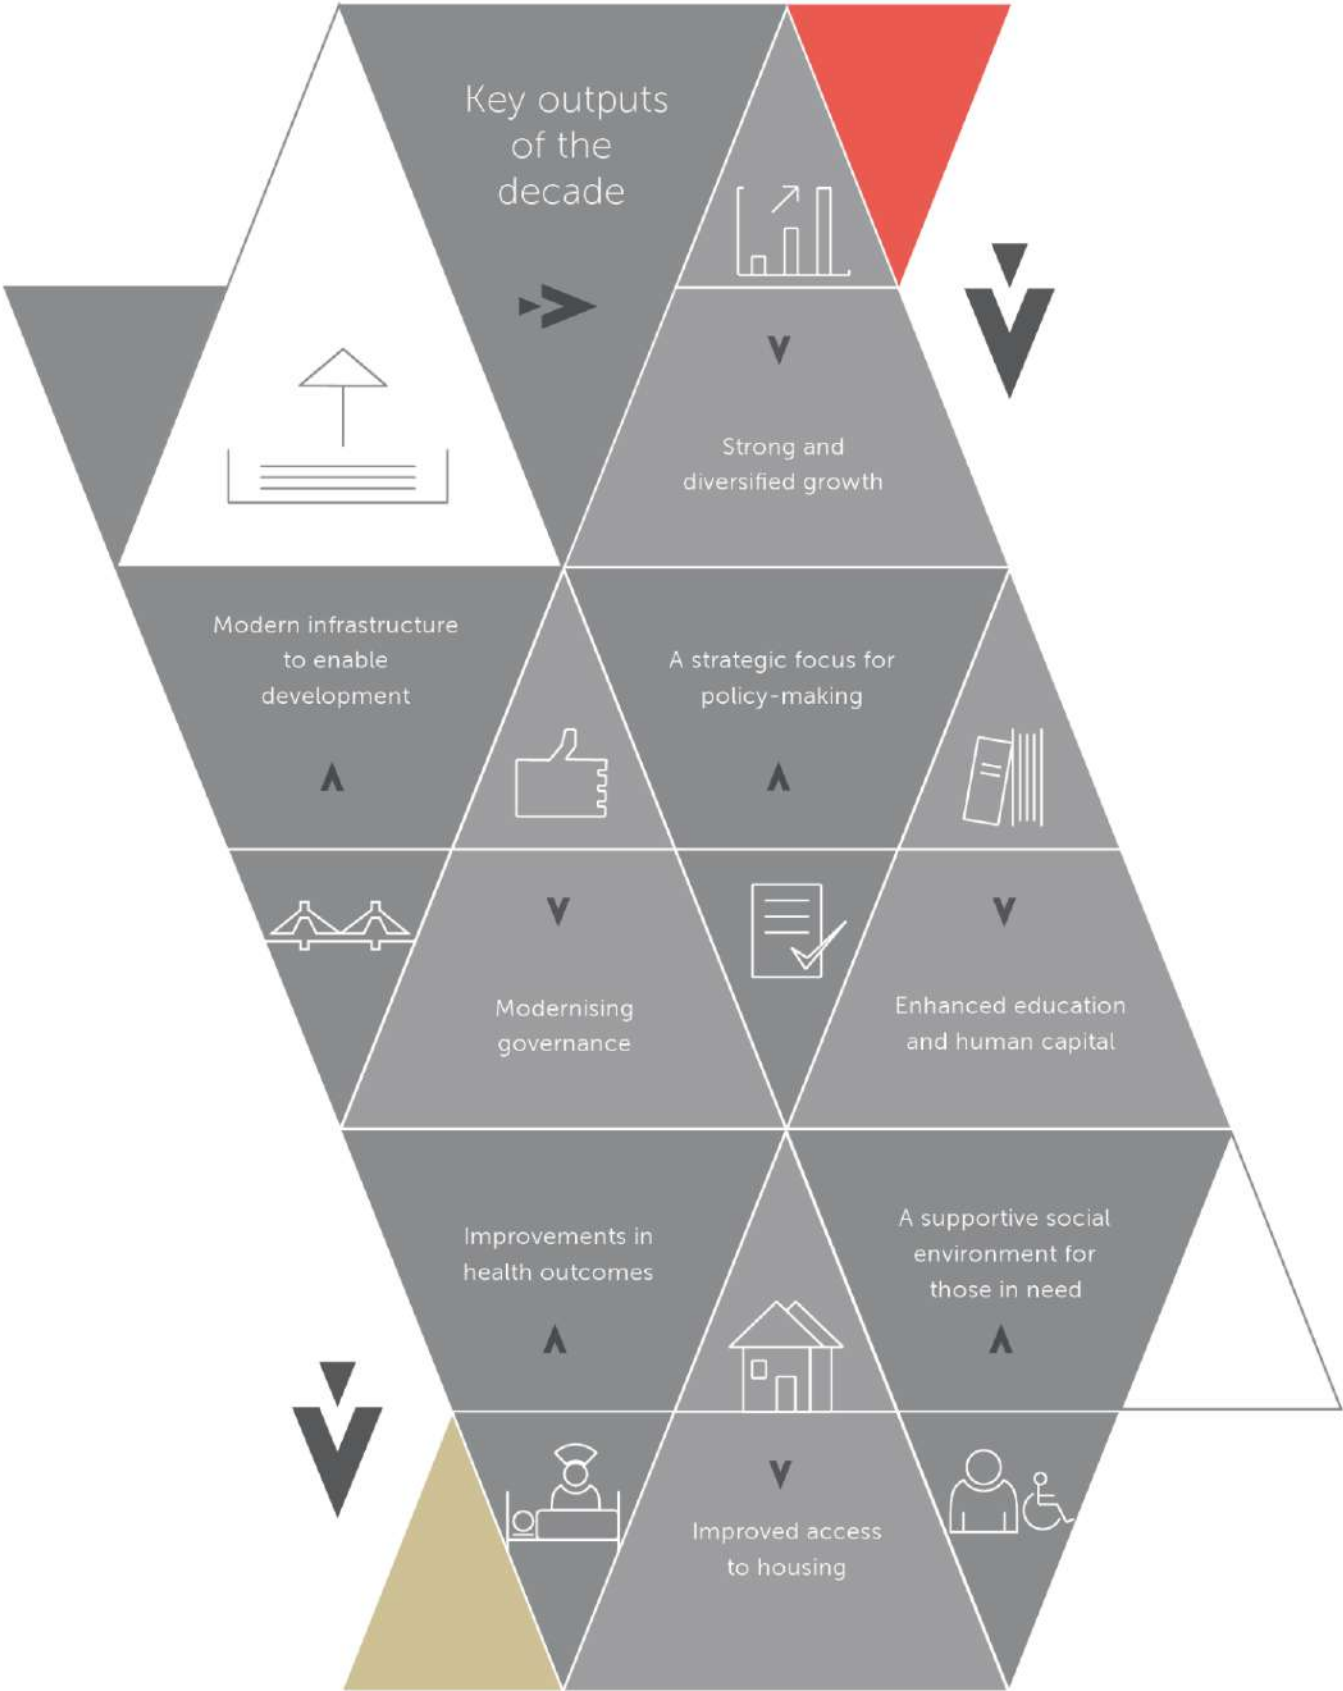 Key outputs
of the
decade
Strong and
diversified growth
Modern infrastructure
to enable
development
A strategic focus for
policy-making
Modernising
governance
Enhanced education
and human capital
Improvements in
health outcomes
A supportive social
environment for
those in need
Improved access
to housing